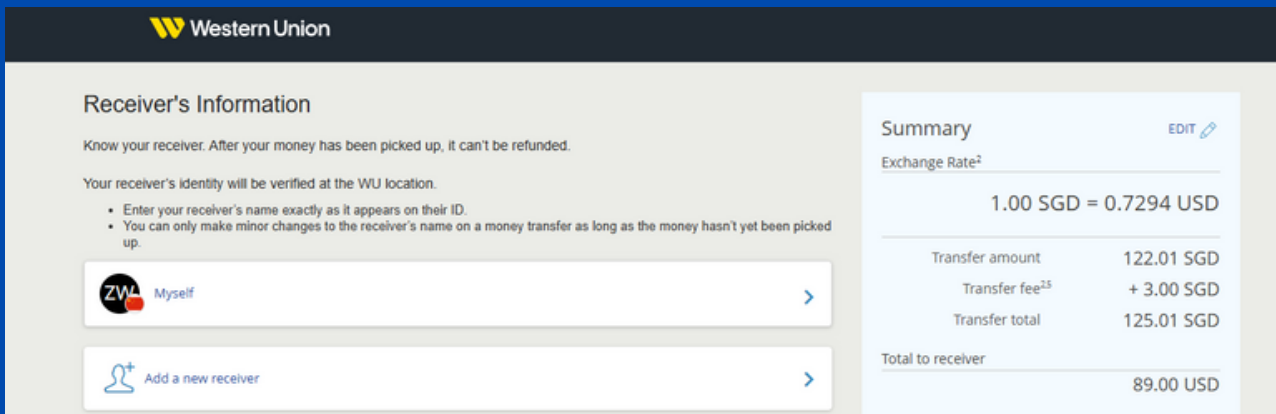 Western Union
Receiver's Information
Know your receiver. After your money has been picked up, it can't be refunded.
Your receiver's identity will be verified at the WU location.
• Enter your receiver's name exactly as it appears on their ID.
• You can only make minor changes to the receiver's name on a money transfer as long as the money hasn't yet been picked
up.
ZW Myself
Add a new receiver
Summary EDIT
Exchange Rate²
1.00 SGD = 0.7294 USD
Transfer amount 122.01 SGD
Transfer fee²˒⁵ + 3.00 SGD
Transfer total 125.01 SGD
Total to receiver
89.00 USD